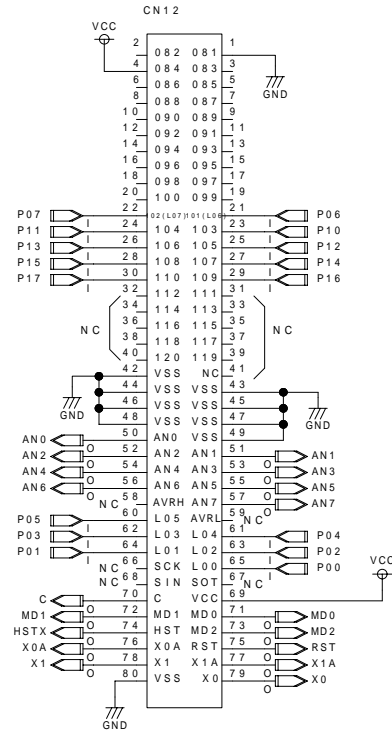 CN12
VCC
2 082 081 1
4 084 083 3
6 086 085 5
8 088 087 7
GND
10 090 089 9
12 092 091 11
14 094 093 13
16 096 095 15
18 098 097 17
20 100 099 19
22 02(L07)101(L06) 21
P07 I 24 104 103 23 I P06
P11 I 26 106 105 25 I P10
P13 I 28 108 107 27 I P12
P15 I 30 110 109 29 I P14
P17 I 32 112 111 31 I P16
34 114 113 33
NC 36 116 115 35 NC
38 118 117 37
40 120 119 39
42 VSS NC 41
44 VSS VSS 43
46 VSS VSS 45
GND 48 VSS VSS 47 GND
50 AN0 VSS 49
AN0 O 52 AN2 AN1 51
AN2 O 54 AN4 AN3 53 O AN1
AN4 O 56 AN6 AN5 55 O AN3
AN6 O 58 AVRH AN7 57 O AN5
NC 60 L05 AVRL 59 O AN7
P05 I 62 L03 L04 61 NC
P03 I 64 L01 L02 63 I P04
P01 I 66 SCK L00 65 I P02
NC 68 SIN SOT 67 I P00
NC 70 C VCC 69 NC
VCC
C O 72 MD1 MD0 71
MD1 O 74 HST MD2 73 O MD0
HSTX O 76 X0A RST 75 O MD2
X0A O 78 X1 X1A 77 O RST
X1 O 80 VSS X0 79 O X1A
O X0
GND